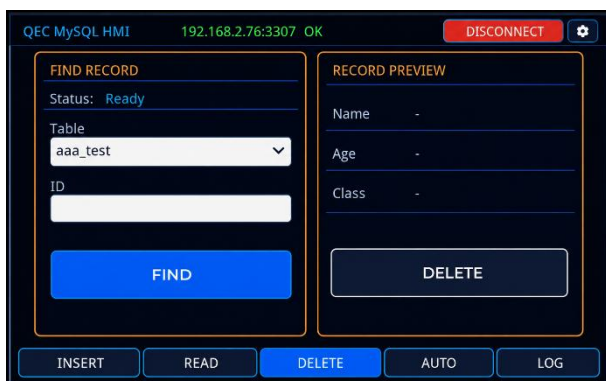 QEC MySQL HMI 192.168.2.76:3307 OK DISCONNECT
FIND RECORD
Status: Ready
Table
aaa_test
ID
FIND
RECORD PREVIEW
Name -
Age -
Class -
DELETE
INSERT READ DELETE AUTO LOG